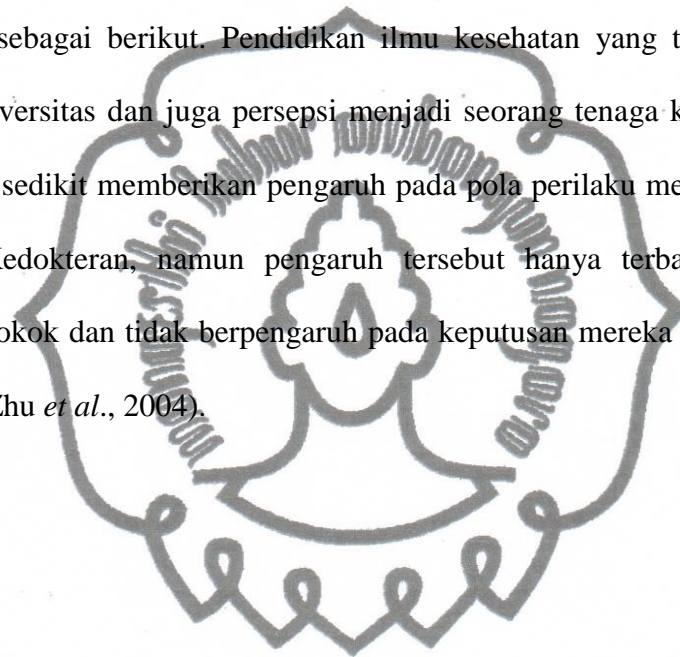 sebagai berikut. Pendidikan ilmu kesehatan yang t
versitas dan juga persepsi menjadi seorang tenaga k
sedikit memberikan pengaruh pada pola perilaku me
Kedokteran, namun pengaruh tersebut hanya terba
okok dan tidak berpengaruh pada keputusan mereka
Zhu et al., 2004).